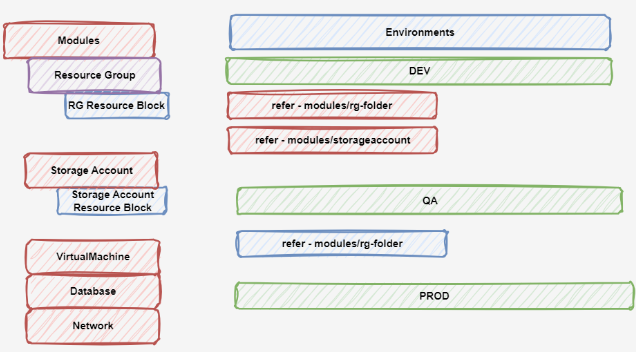 Modules
Resource Group
RG Resource Block
Storage Account
Storage Account
Resource Block
VirtualMachine
Database
Network
Environments
DEV
refer - modules/rg-folder
refer - modules/storageaccount
QA
refer - modules/rg-folder
PROD